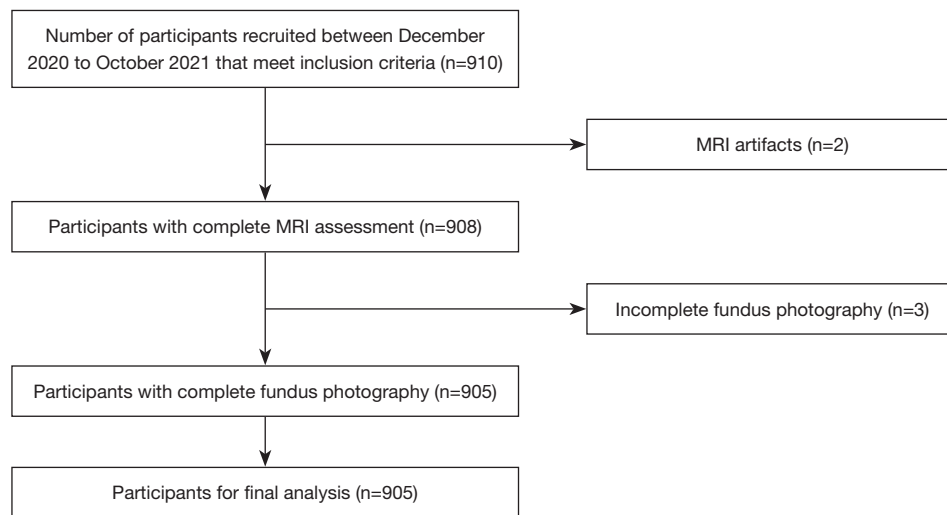 Number of participants recruited between December
2020 to October 2021 that meet inclusion criteria (n=910)
MRI artifacts (n=2)
Participants with complete MRI assessment (n=908)
Incomplete fundus photography (n=3)
Participants with complete fundus photography (n=905)
Participants for final analysis (n=905)